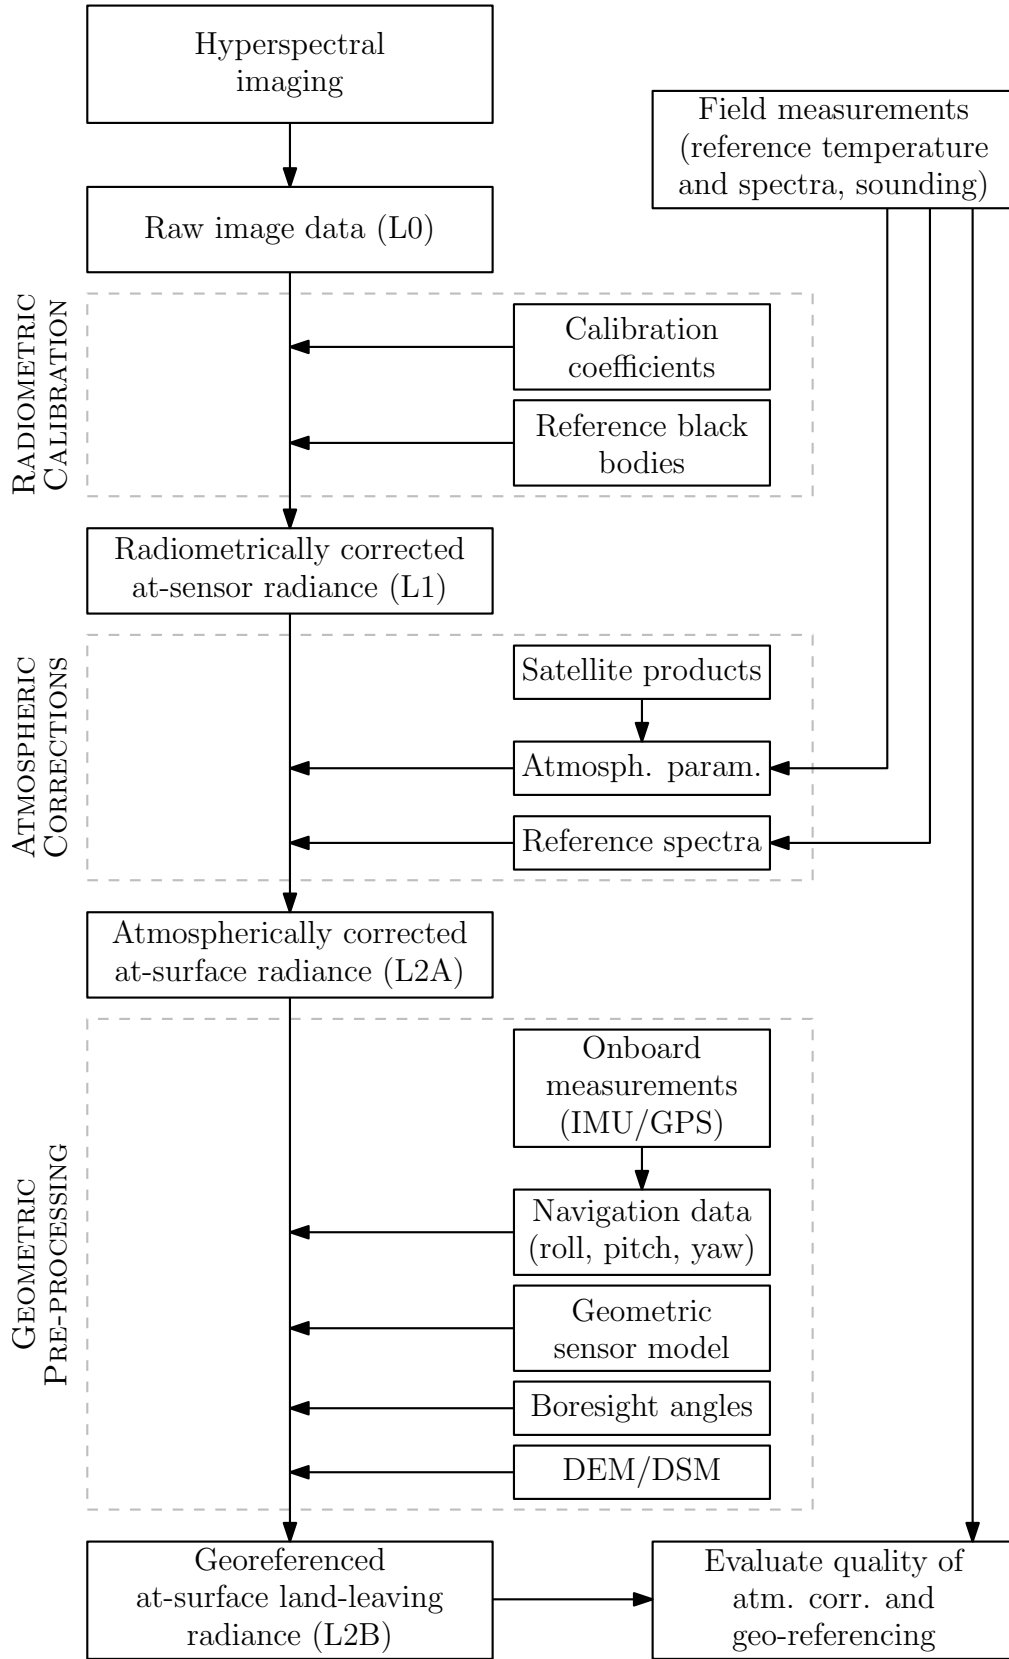 Hyperspectral
imaging
Field measurements
(reference temperature
and spectra, sounding)
Raw image data (L0)
RADIOMETRIC
CALIBRATION
Calibration
coefficients
Reference black
bodies
Radiometrically corrected
at-sensor radiance (L1)
ATMOSPHERIC
CORRECTIONS
Satellite products
Atmosph. param.
Reference spectra
Atmospherically corrected
at-surface radiance (L2A)
GEOMETRIC
PRE-PROCESSING
Onboard
measurements
(IMU/GPS)
Navigation data
(roll, pitch, yaw)
Geometric
sensor model
Boresight angles
DEM/DSM
Georeferenced
at-surface land-leaving
radiance (L2B)
Evaluate quality of
atm. corr. and
geo-referencing